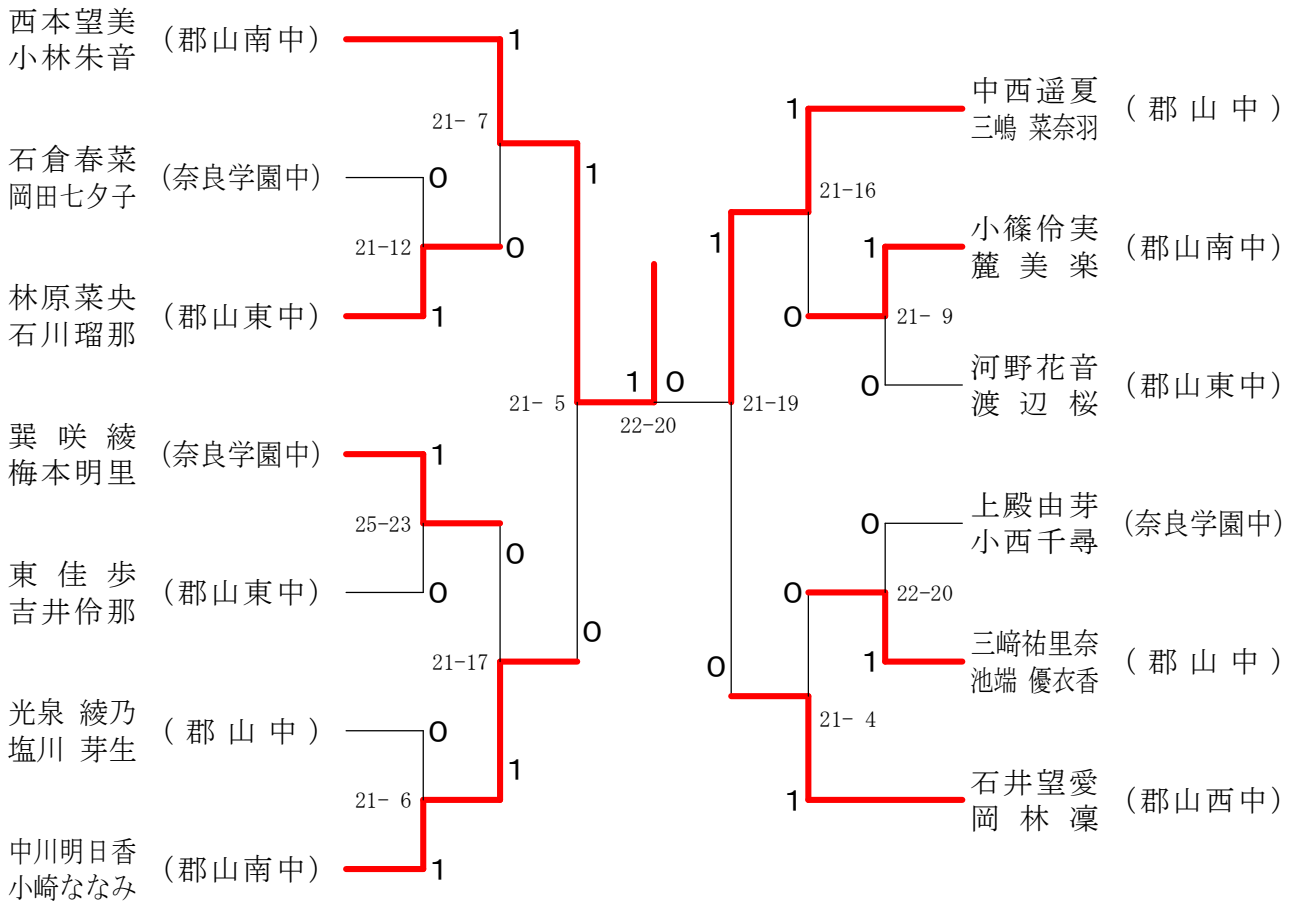 西本望美
小林朱音
(郡山南中)
1
21- 7
石倉春菜
岡田七夕子
(奈良学園中)
0
21-12
0
林原菜央
石川瑠那
(郡山東中)
1
1
21- 5
巽 咲 綾
梅本明里
(奈良学園中)
1
25-23
0
東 佳 歩
吉井伶那
(郡山東中)
0
21-17
0
光泉 綾乃
塩川 芽生
(郡山中)
0
21- 6
1
中川明日香
小崎ななみ
(郡山南中)
1
1
0
22-20
中西遥夏
三嶋 菜奈羽
(郡山中)
1
21-16
1
小篠伶実
麓 美 楽
(郡山南中)
1
0
21- 9
河野花音
渡 辺 桜
(郡山東中)
0
21-19
上殿由芽
小西千尋
(奈良学園中)
0
0
22-20
三﨑祐里奈
池端 優衣香
(郡山中)
1
0
21- 4
石井望愛
岡 林 凜
(郡山西中)
1